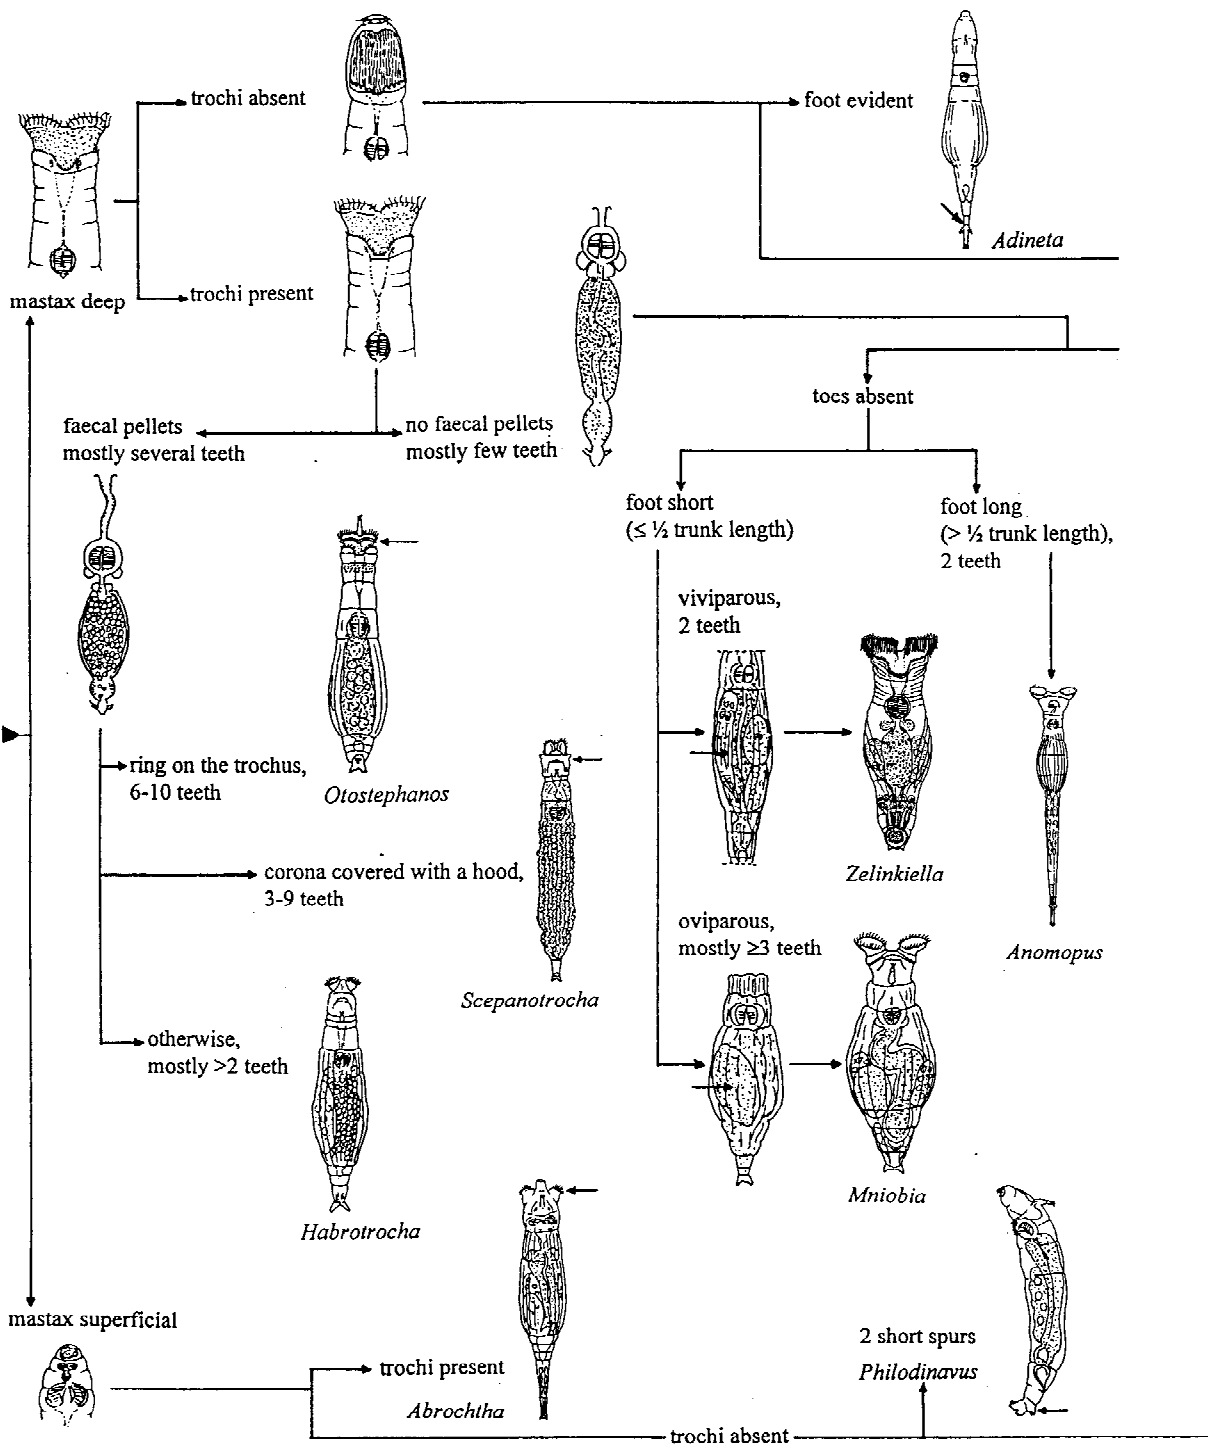 trochi absent
foot evident
Adineta
mastax deep
trochi present
toes absent
faecal pellets
mostly several teeth
no faecal pellets
mostly few teeth
foot short
(≤ ½ trunk length)
foot long
(> ½ trunk length),
2 teeth
viviparous,
2 teeth
ring on the trochus,
6-10 teeth
Otostephanos
corona covered with a hood,
3-9 teeth
Scepanotrocha
Zelinkiella
Anomopus
oviparous,
mostly ≥3 teeth
otherwise,
mostly >2 teeth
Habrotrocha
Mniobia
mastax superficial
trochi present
Abrochtha
2 short spurs
Philodinavus
trochi absent